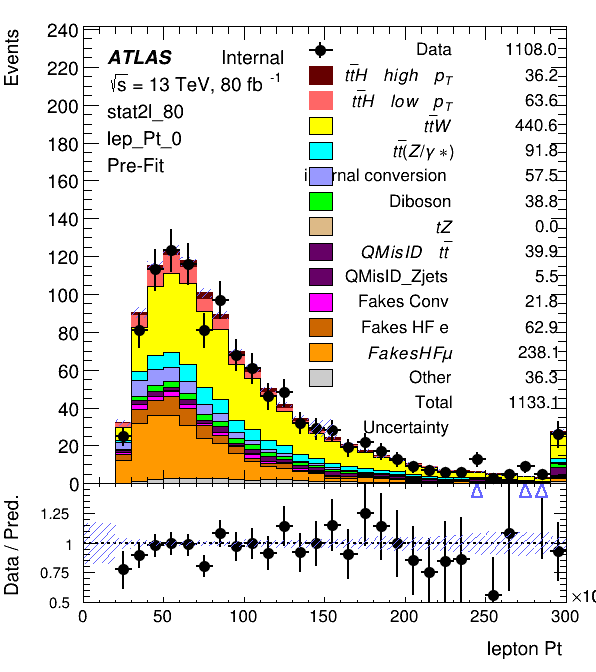 Events
240
220
200
180
160
140
120
100
80
60
40
20
0
ATLAS Internal
√s = 13 TeV, 80 fb⁻¹
stat2l_80
lep_Pt_0
Pre-Fit
Data 1108.0
tt̄H high p_T 36.2
tt̄H low p_T 63.6
tt̄W 440.6
tt̄(Z/γ*) 91.8
rnal conversion 57.5
Diboson 38.8
tZ 0.0
QMisID tt̄ 39.9
QMisID_Zjets 5.5
Fakes Conv 21.8
Fakes HF e 62.9
FakesHFμ 238.1
Other 36.3
Total 1133.1
Uncertainty
Data / Pred.
1.25
1
0.75
0.5
0 50 100 150 200 250 300
×10
lepton Pt